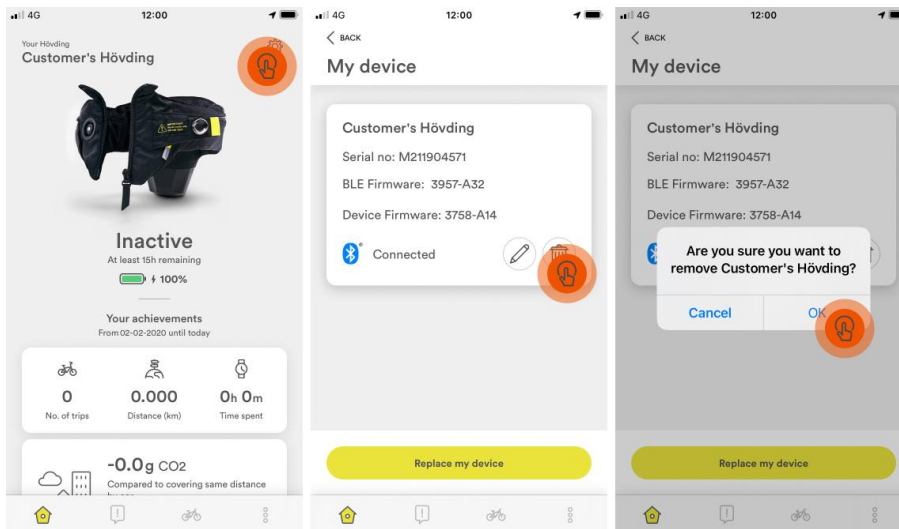 4G 12:00
Your Hövding
Customer's Hövding
Inactive
At least 15h remaining
100%
Your achievements
From 02-02-2020 until today
0 0.000 0h 0m
No. of trips Distance (km) Time spent
-0.0g CO2
Compared to covering same distance
4G 12:00
BACK
My device
Customer's Hövding
Serial no: M211904571
BLE Firmware: 3957-A32
Device Firmware: 3758-A14
Connected
Replace my device
4G 12:00
BACK
My device
Customer's Hövding
Serial no: M211904571
BLE Firmware: 3957-A32
Device Firmware: 3758-A14
Are you sure you want to
remove Customer's Hövding?
Cancel OK
Replace my device